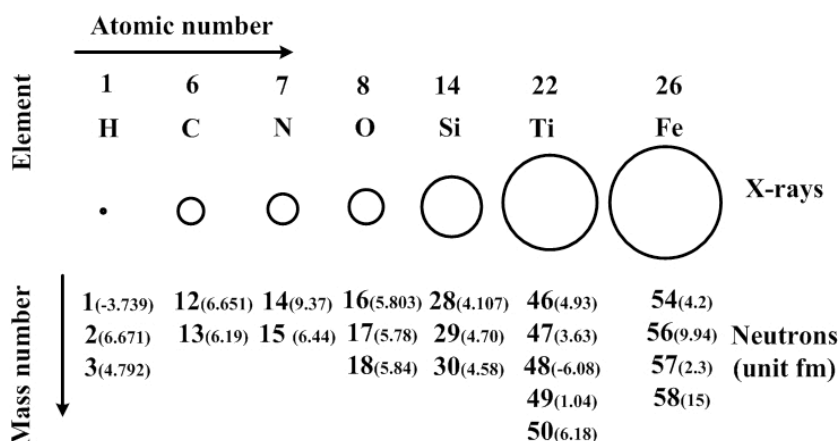 Atomic number
Element
1 6 7 8 14 22 26
H C N O Si Ti Fe
X-rays
Mass number
1(-3.739) 12(6.651) 14(9.37) 16(5.803) 28(4.107) 46(4.93) 54(4.2)
2(6.671) 13(6.19) 15 (6.44) 17(5.78) 29(4.70) 47(3.63) 56(9.94) Neutrons
3(4.792) 18(5.84) 30(4.58) 48(-6.08) 57(2.3) (unit fm)
49(1.04) 58(15)
50(6.18)